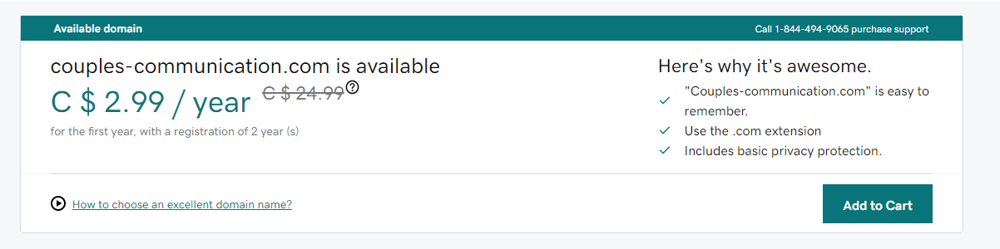 Available domain
Call 1-844-494-9065 purchase support
couples-communication.com is available
C $ 2.99 / year C $ 24.99 ?
for the first year, with a registration of 2 year (s)
Here's why it's awesome.
"Couples-communication.com" is easy to
remember.
Use the .com extension
Includes basic privacy protection.
How to choose an excellent domain name?
Add to Cart